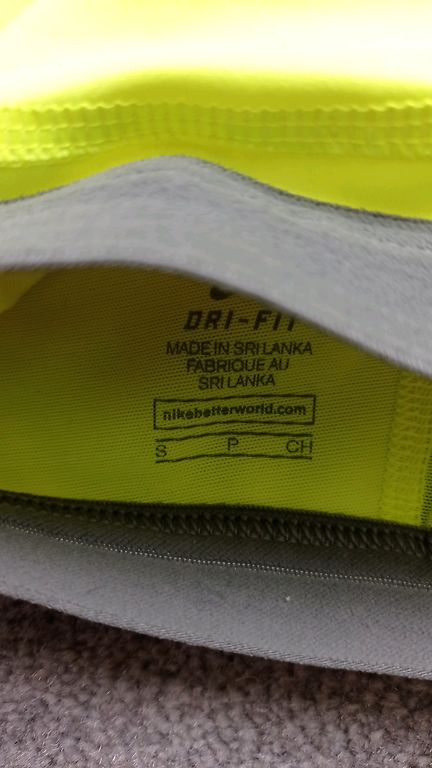 DRI-FIT
MADE IN SRI LANKA
FABRIQUE AU
SRI LANKA
nikebetterworld.com
S P CH